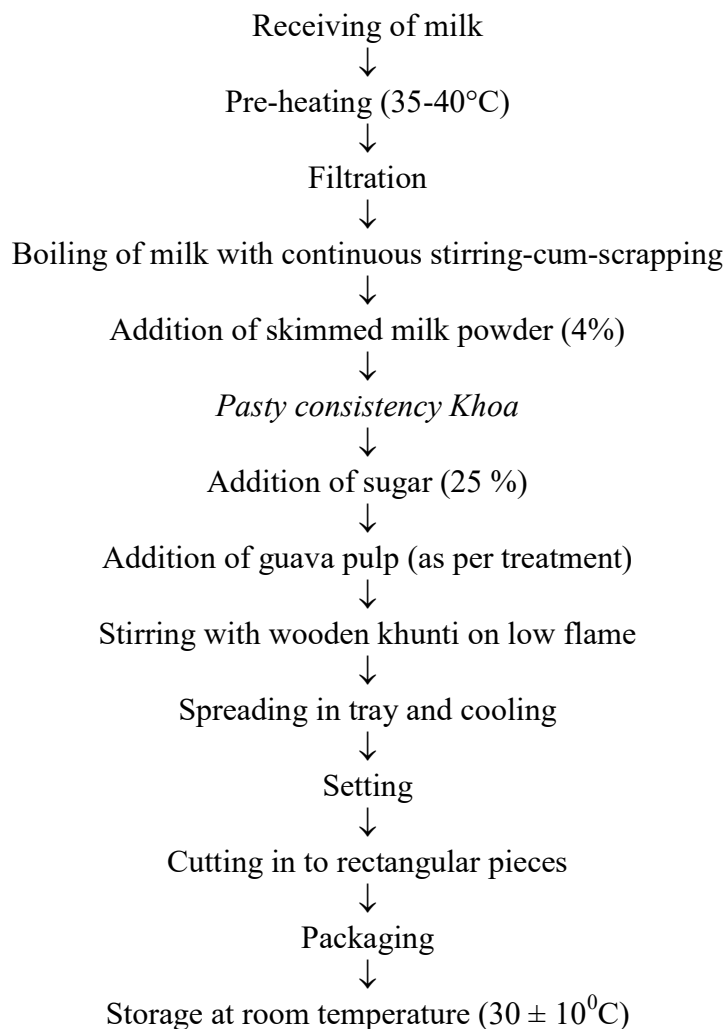 Receiving of milk
↓
Pre-heating (35-40°C)
↓
Filtration
↓
Boiling of milk with continuous stirring-cum-scrapping
↓
Addition of skimmed milk powder (4%)
↓
Pasty consistency Khoa
↓
Addition of sugar (25 %)
↓
Addition of guava pulp (as per treatment)
↓
Stirring with wooden khunti on low flame
↓
Spreading in tray and cooling
↓
Setting
↓
Cutting in to rectangular pieces
↓
Packaging
↓
Storage at room temperature (30 ± 10⁰C)